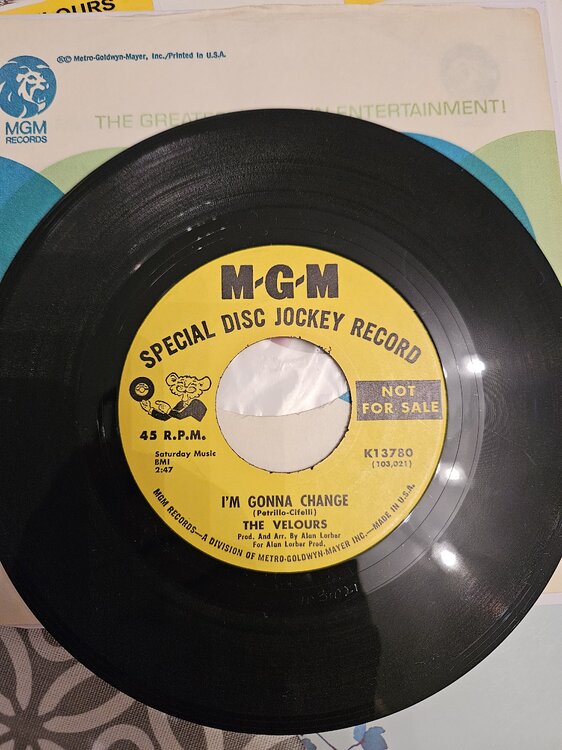 LOURS
®© Metro-Goldwyn-Mayer, Inc./Printed in U.S.A.
MGM
RECORDS
THE GREATES N ENTERTAINMENT!
M-G-M
SPECIAL DISC JOCKEY RECORD
NOT
FOR SALE
45 R.P.M.
K13780
(103,021)
Saturday Music
BMI
2:47
I'M GONNA CHANGE
(Petrillo-Cifelli)
THE VELOURS
Prod. And Arr. By Alan Lorber
For Alan Lorber Prod.
MGM RECORDS—A DIVISION OF METRO-GOLDWYN-MAYER INC.—MADE IN U.S.A.